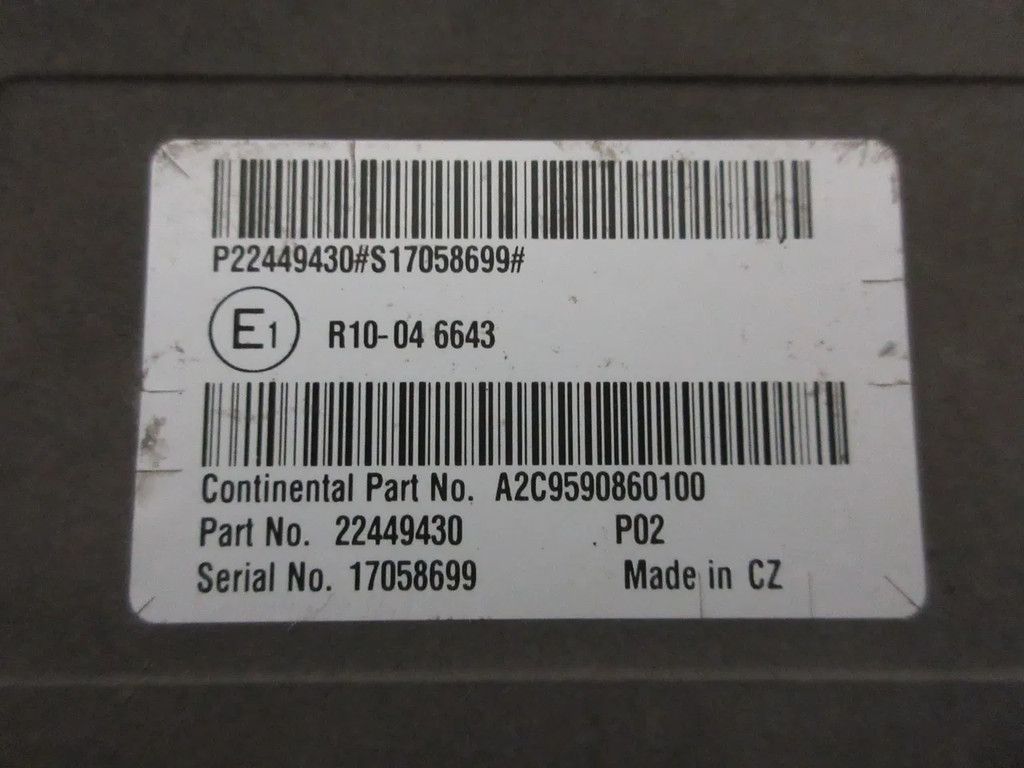 P22449430#S17058699#
E1 R10-04 6643
Continental Part No. A2C9590860100
Part No. 22449430 P02
Serial No. 17058699 Made in CZ